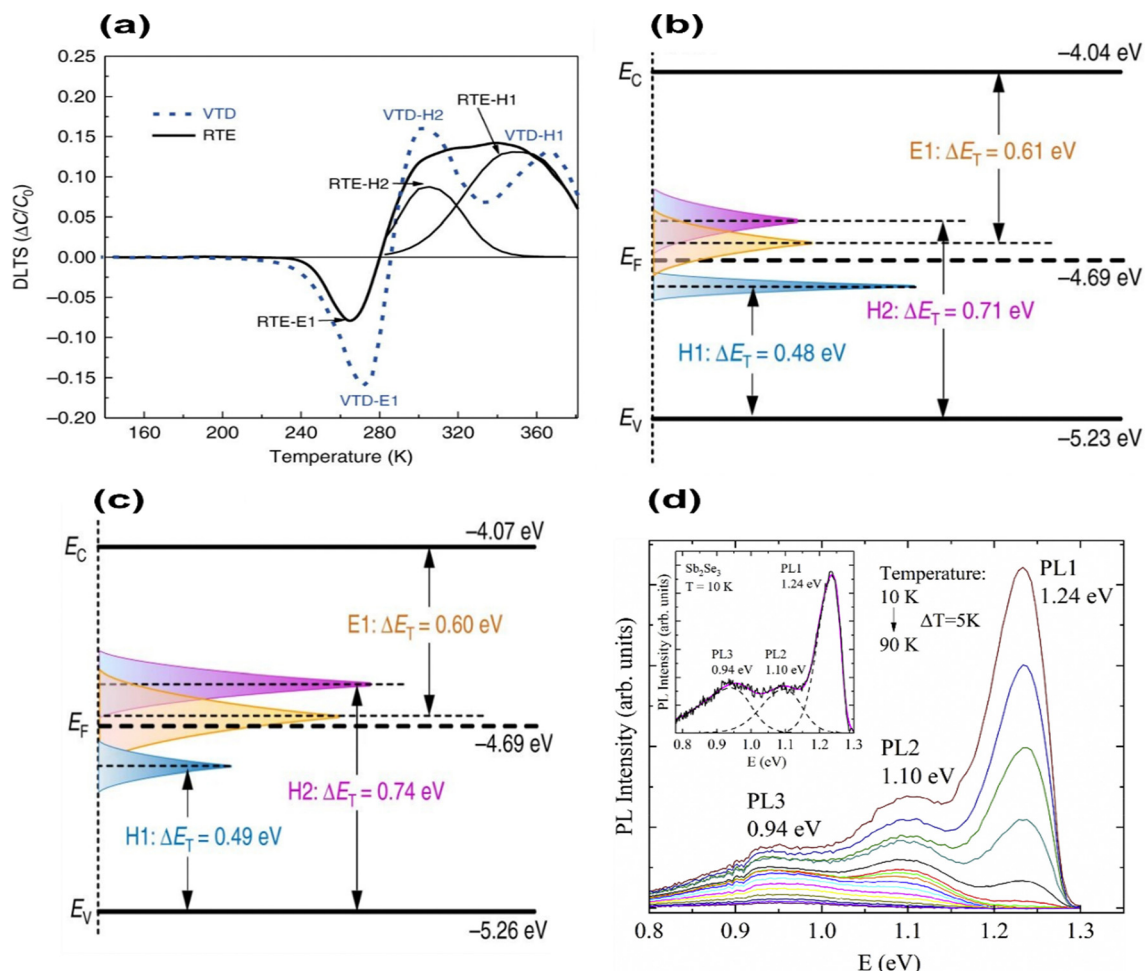 (a)
0.25
0.20
0.15
0.10
0.05
0.00
−0.05
−0.10
−0.15
−0.20
DLTS (ΔC/C0)
VTD
RTE
VTD-H2
RTE-H1
VTD-H1
RTE-H2
RTE-E1
VTD-E1
160 200 240 280 320 360
Temperature (K)
(b)
EC
−4.04 eV
E1: ΔET = 0.61 eV
EF
−4.69 eV
H2: ΔET = 0.71 eV
H1: ΔET = 0.48 eV
EV
−5.23 eV
(c)
EC
−4.07 eV
E1: ΔET = 0.60 eV
EF
−4.69 eV
H2: ΔET = 0.74 eV
H1: ΔET = 0.49 eV
EV
−5.26 eV
(d)
PL Intensity (arb. units)
Sb2Se3
T = 10 K
PL1
1.24 eV
PL3
0.94 eV
PL2
1.10 eV
PL Intensity (arb. units)
0.8 0.9 1.0 1.1 1.2 1.3
E (eV)
Temperature:
10 K
ΔT=5K
90 K
PL1
1.24 eV
PL2
1.10 eV
PL3
0.94 eV
0.8 0.9 1.0 1.1 1.2 1.3
E (eV)